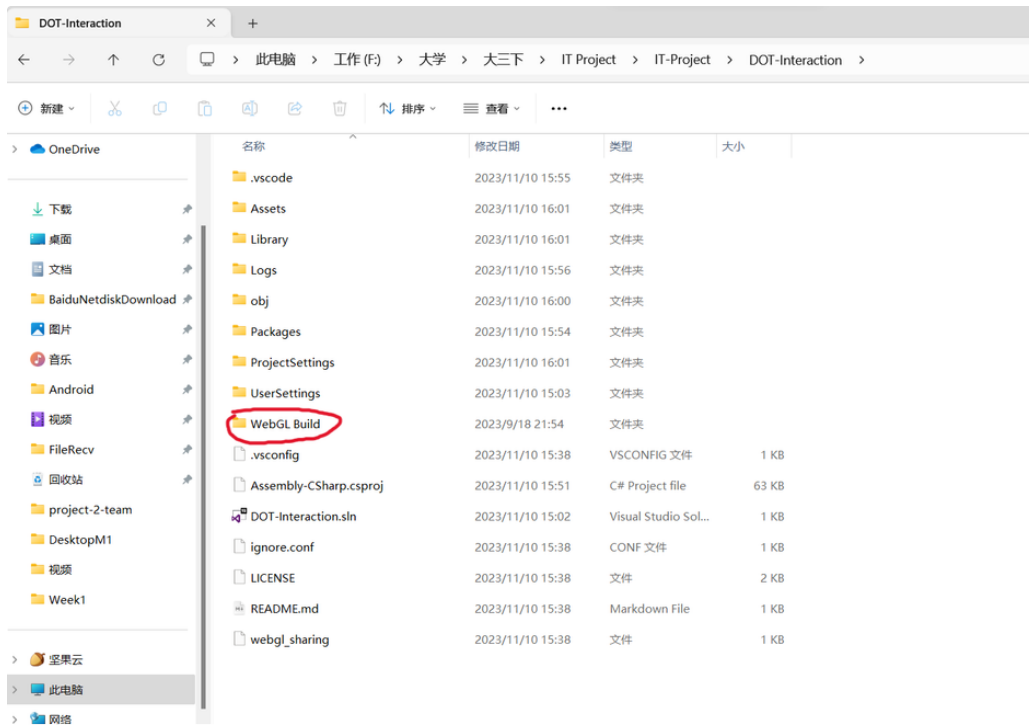 DOT-Interaction
此电脑 工作 (F:) 大学 大三下 IT Project IT-Project DOT-Interaction
新建 排序 查看
名称 修改日期 类型 大小
OneDrive
下载
桌面
文档
BaiduNetdiskDownload
图片
音乐
Android
视频
FileRecv
回收站
project-2-team
DesktopM1
视频
Week1
坚果云
此电脑
网络
.vscode 2023/11/10 15:55 文件夹
Assets 2023/11/10 16:01 文件夹
Library 2023/11/10 16:01 文件夹
Logs 2023/11/10 15:56 文件夹
obj 2023/11/10 16:00 文件夹
Packages 2023/11/10 15:54 文件夹
ProjectSettings 2023/11/10 16:01 文件夹
UserSettings 2023/11/10 15:03 文件夹
WebGL Build 2023/9/18 21:54 文件夹
.vsconfig 2023/11/10 15:38 VSCONFIG 文件 1 KB
Assembly-CSharp.csproj 2023/11/10 15:51 C# Project file 63 KB
DOT-Interaction.sln 2023/11/10 15:02 Visual Studio Sol... 1 KB
ignore.conf 2023/11/10 15:38 CONF 文件 1 KB
LICENSE 2023/11/10 15:38 文件 2 KB
README.md 2023/11/10 15:38 Markdown File 1 KB
webgl_sharing 2023/11/10 15:38 文件 1 KB